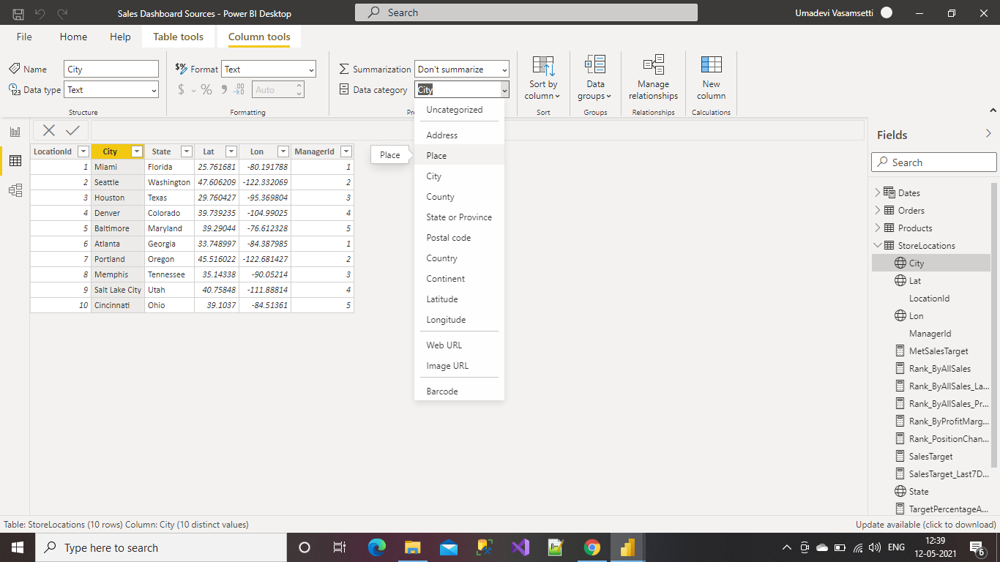 Sales Dashboard Sources - Power BI Desktop
Search
Umadevi Vasamsetti
File Home Help Table tools Column tools
Name City
Data type Text
Structure
$% Format Text
$ % 9 .00 Auto
Formatting
Summarization Don't summarize
Data category City
Pr
Sort by column
Sort
Data groups
Groups
Manage relationships
Relationships
New column
Calculations
Uncategorized
Address
Place
City
County
State or Province
Postal code
Country
Continent
Latitude
Longitude
Web URL
Image URL
Barcode
Place
LocationId City State Lat Lon ManagerId
1 Miami Florida 25.761681 -80.191788 1
2 Seattle Washington 47.606209 -122.332069 2
3 Houston Texas 29.760427 -95.369804 3
4 Denver Colorado 39.739235 -104.99025 4
5 Baltimore Maryland 39.29044 -76.612328 5
6 Atlanta Georgia 33.748997 -84.387985 1
7 Portland Oregon 45.516022 -122.681427 2
8 Memphis Tennessee 35.14338 -90.05214 3
9 Salt Lake City Utah 40.75848 -111.88814 4
10 Cincinnati Ohio 39.1037 -84.51361 5
Fields
Search
Dates
Orders
Products
StoreLocations
City
Lat
LocationId
Lon
ManagerId
MetSalesTarget
Rank_ByAllSales
Rank_ByAllSales_La...
Rank_ByAllSales_Pr...
Rank_ByProfitMarg...
Rank_PositionChan...
SalesTarget
SalesTarget_Last7D...
State
TargetPercentageA...
Table: StoreLocations (10 rows) Column: City (10 distinct values)
Update available (click to download)
Type here to search
ENG
12:39
12-05-2021
6